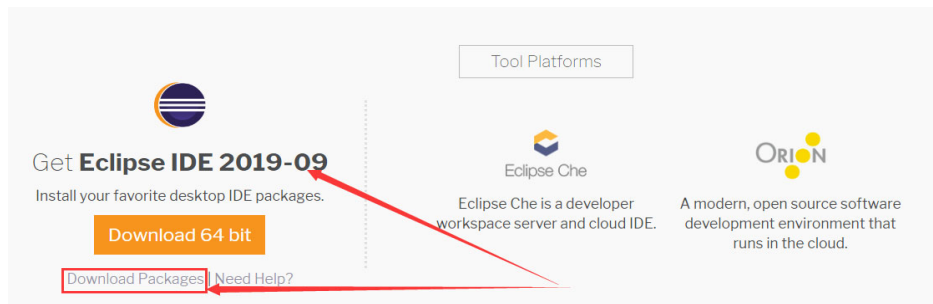 Tool Platforms
Get Eclipse IDE 2019-09
Install your favorite desktop IDE packages.
Download 64 bit
Download Packages | Need Help?
Eclipse Che
Eclipse Che is a developer
workspace server and cloud IDE.
ORION
A modern, open source software
development environment that
runs in the cloud.